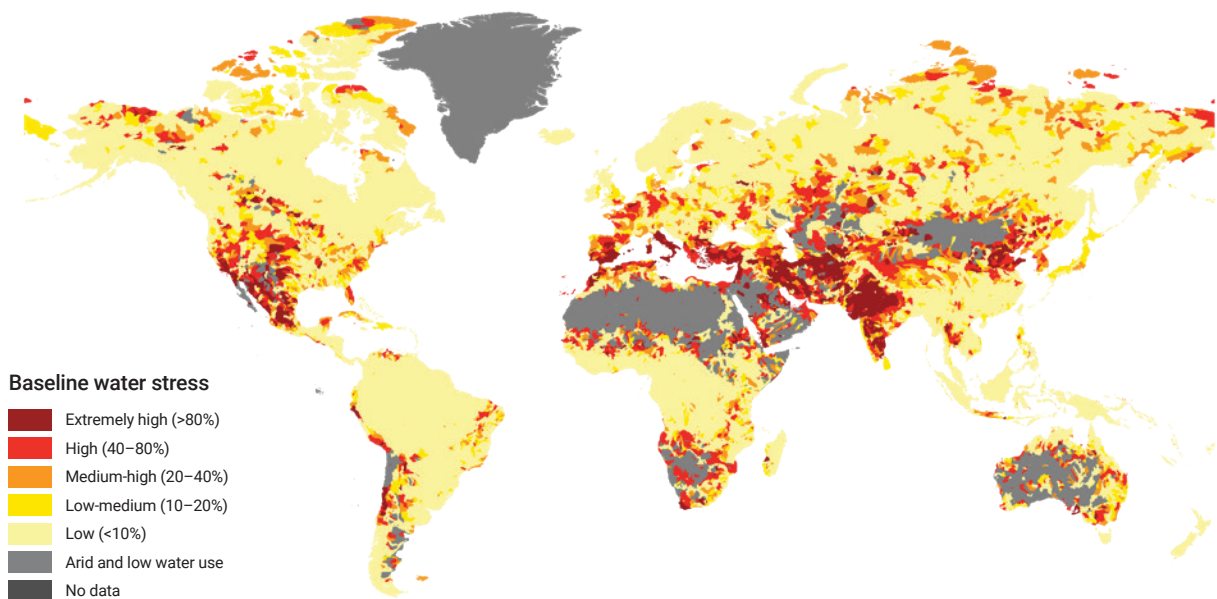 Baseline water stress
Extremely high (>80%)
High (40–80%)
Medium-high (20–40%)
Low-medium (10–20%)
Low (<10%)
Arid and low water use
No data